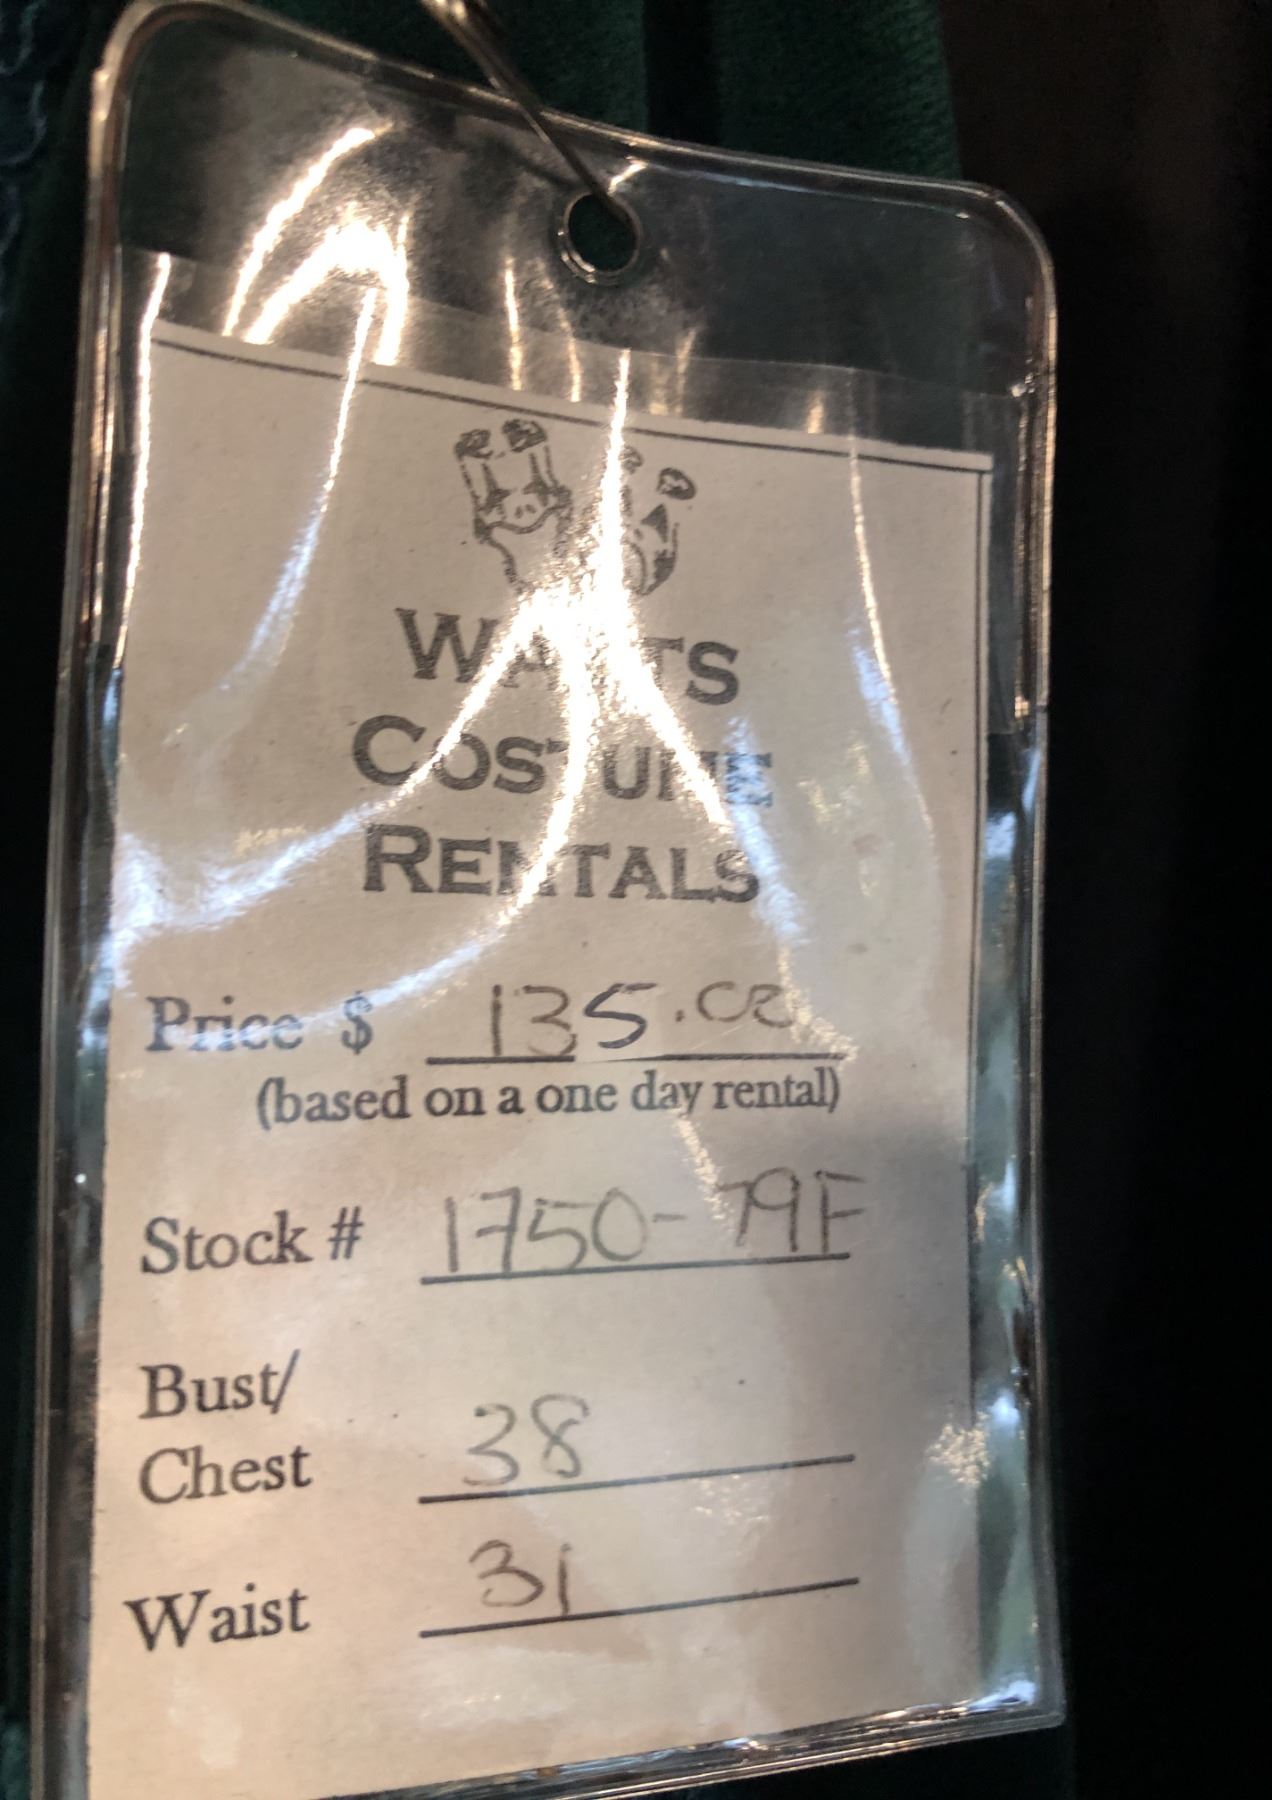 COSTUME
RENTALS
Price $ 135.00
(based on a one day rental)
Stock # 1750-79F
Bust/
Chest 38
Waist 31